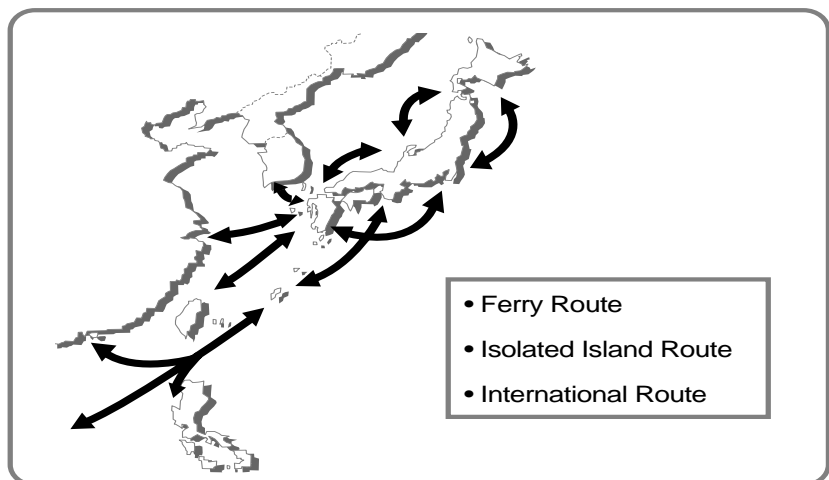 • Ferry Route
• Isolated Island Route
• International Route